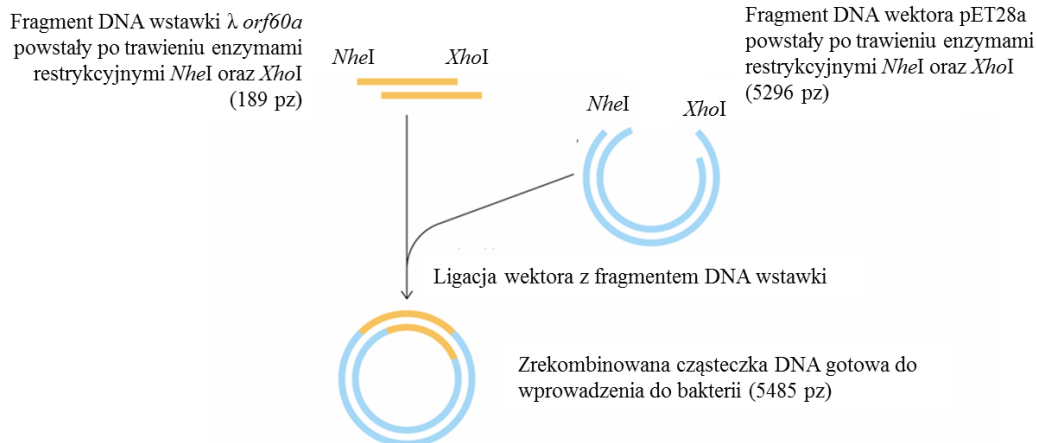 Fragment DNA wstawki λ orf60a
powstały po trawieniu enzymami
restrykcyjnymi NheI oraz XhoI
(189 pz)
NheI
XhoI
Fragment DNA wektora pET28a
powstały po trawieniu enzymami
restrykcyjnymi NheI oraz XhoI
(5296 pz)
NheI
XhoI
Ligacja wektora z fragmentem DNA wstawki
Zrekombinowana cząsteczka DNA gotowa do
wprowadzenia do bakterii (5485 pz)